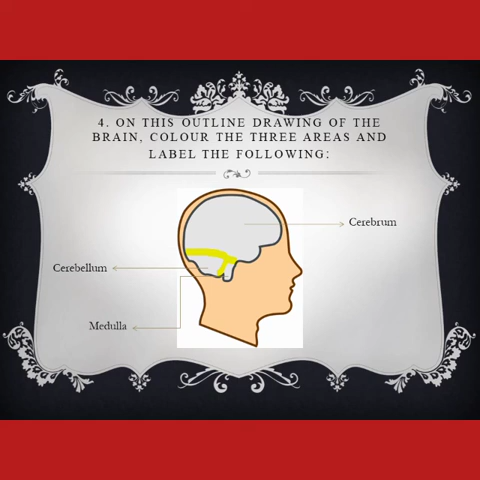 4. ON THIS OUTLINE DRAWING OF THE
BRAIN, COLOUR THE THREE AREAS AND
LABEL THE FOLLOWING:
Cerebrum
Cerebellum
Medulla